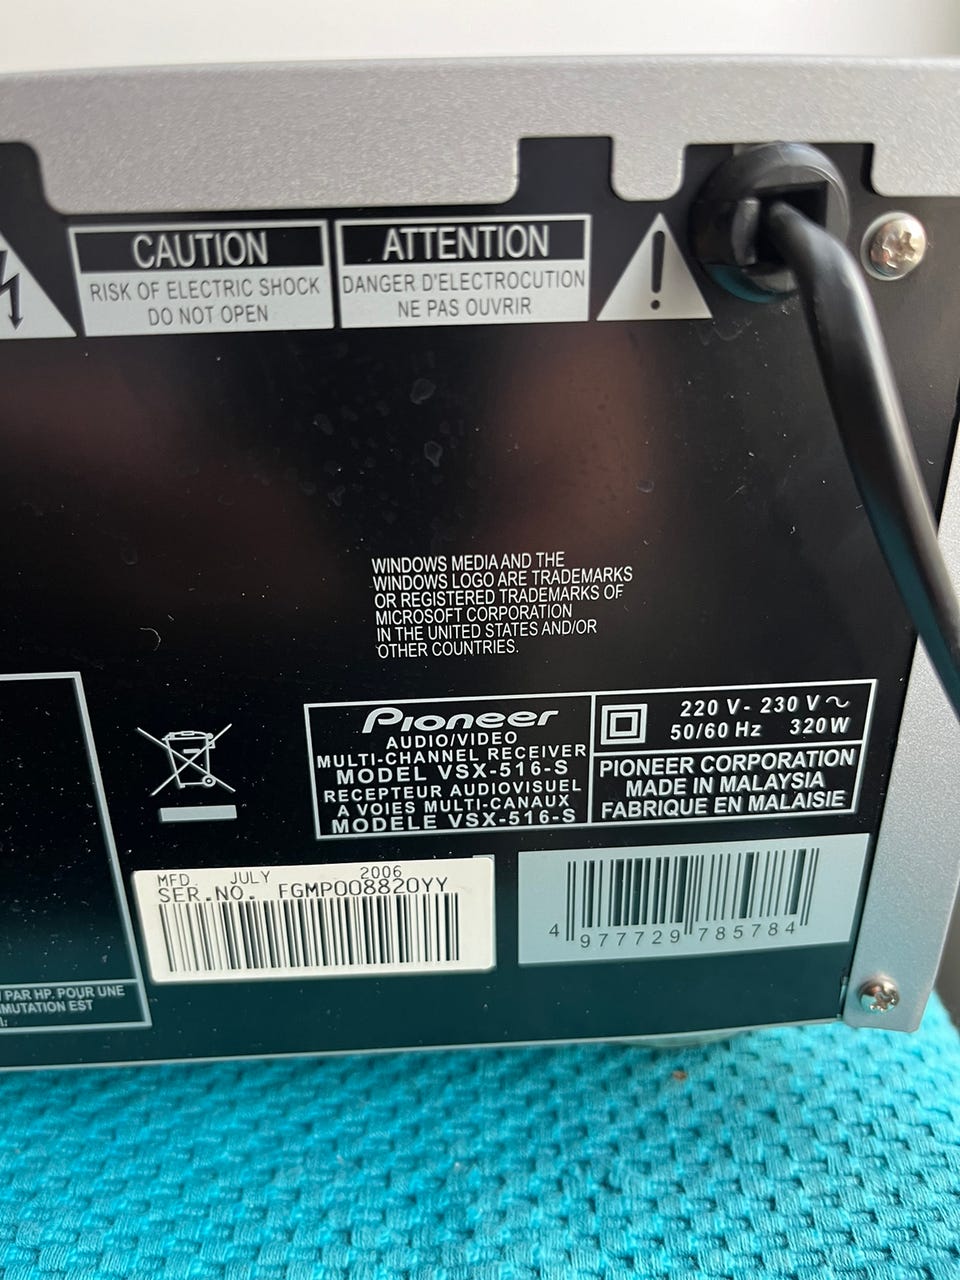 CAUTION
RISK OF ELECTRIC SHOCK
DO NOT OPEN
ATTENTION
DANGER D'ELECTROCUTION
NE PAS OUVRIR
WINDOWS MEDIA AND THE
WINDOWS LOGO ARE TRADEMARKS
OR REGISTERED TRADEMARKS OF
MICROSOFT CORPORATION
IN THE UNITED STATES AND/OR
OTHER COUNTRIES.
Pioneer
AUDIO/VIDEO
MULTI-CHANNEL RECEIVER
MODEL VSX-516-S
RECEPTEUR AUDIOVISUEL
A VOIES MULTI-CANAUX
MODELE VSX-516-S
220 V - 230 V ~
50/60 Hz 320W
PIONEER CORPORATION
MADE IN MALAYSIA
FABRIQUE EN MALAISIE
MFD. JULY 2006
SER.NO. FGMP008820YY
4 977729 785784
PAR HP. POUR UNE
MUTATION EST